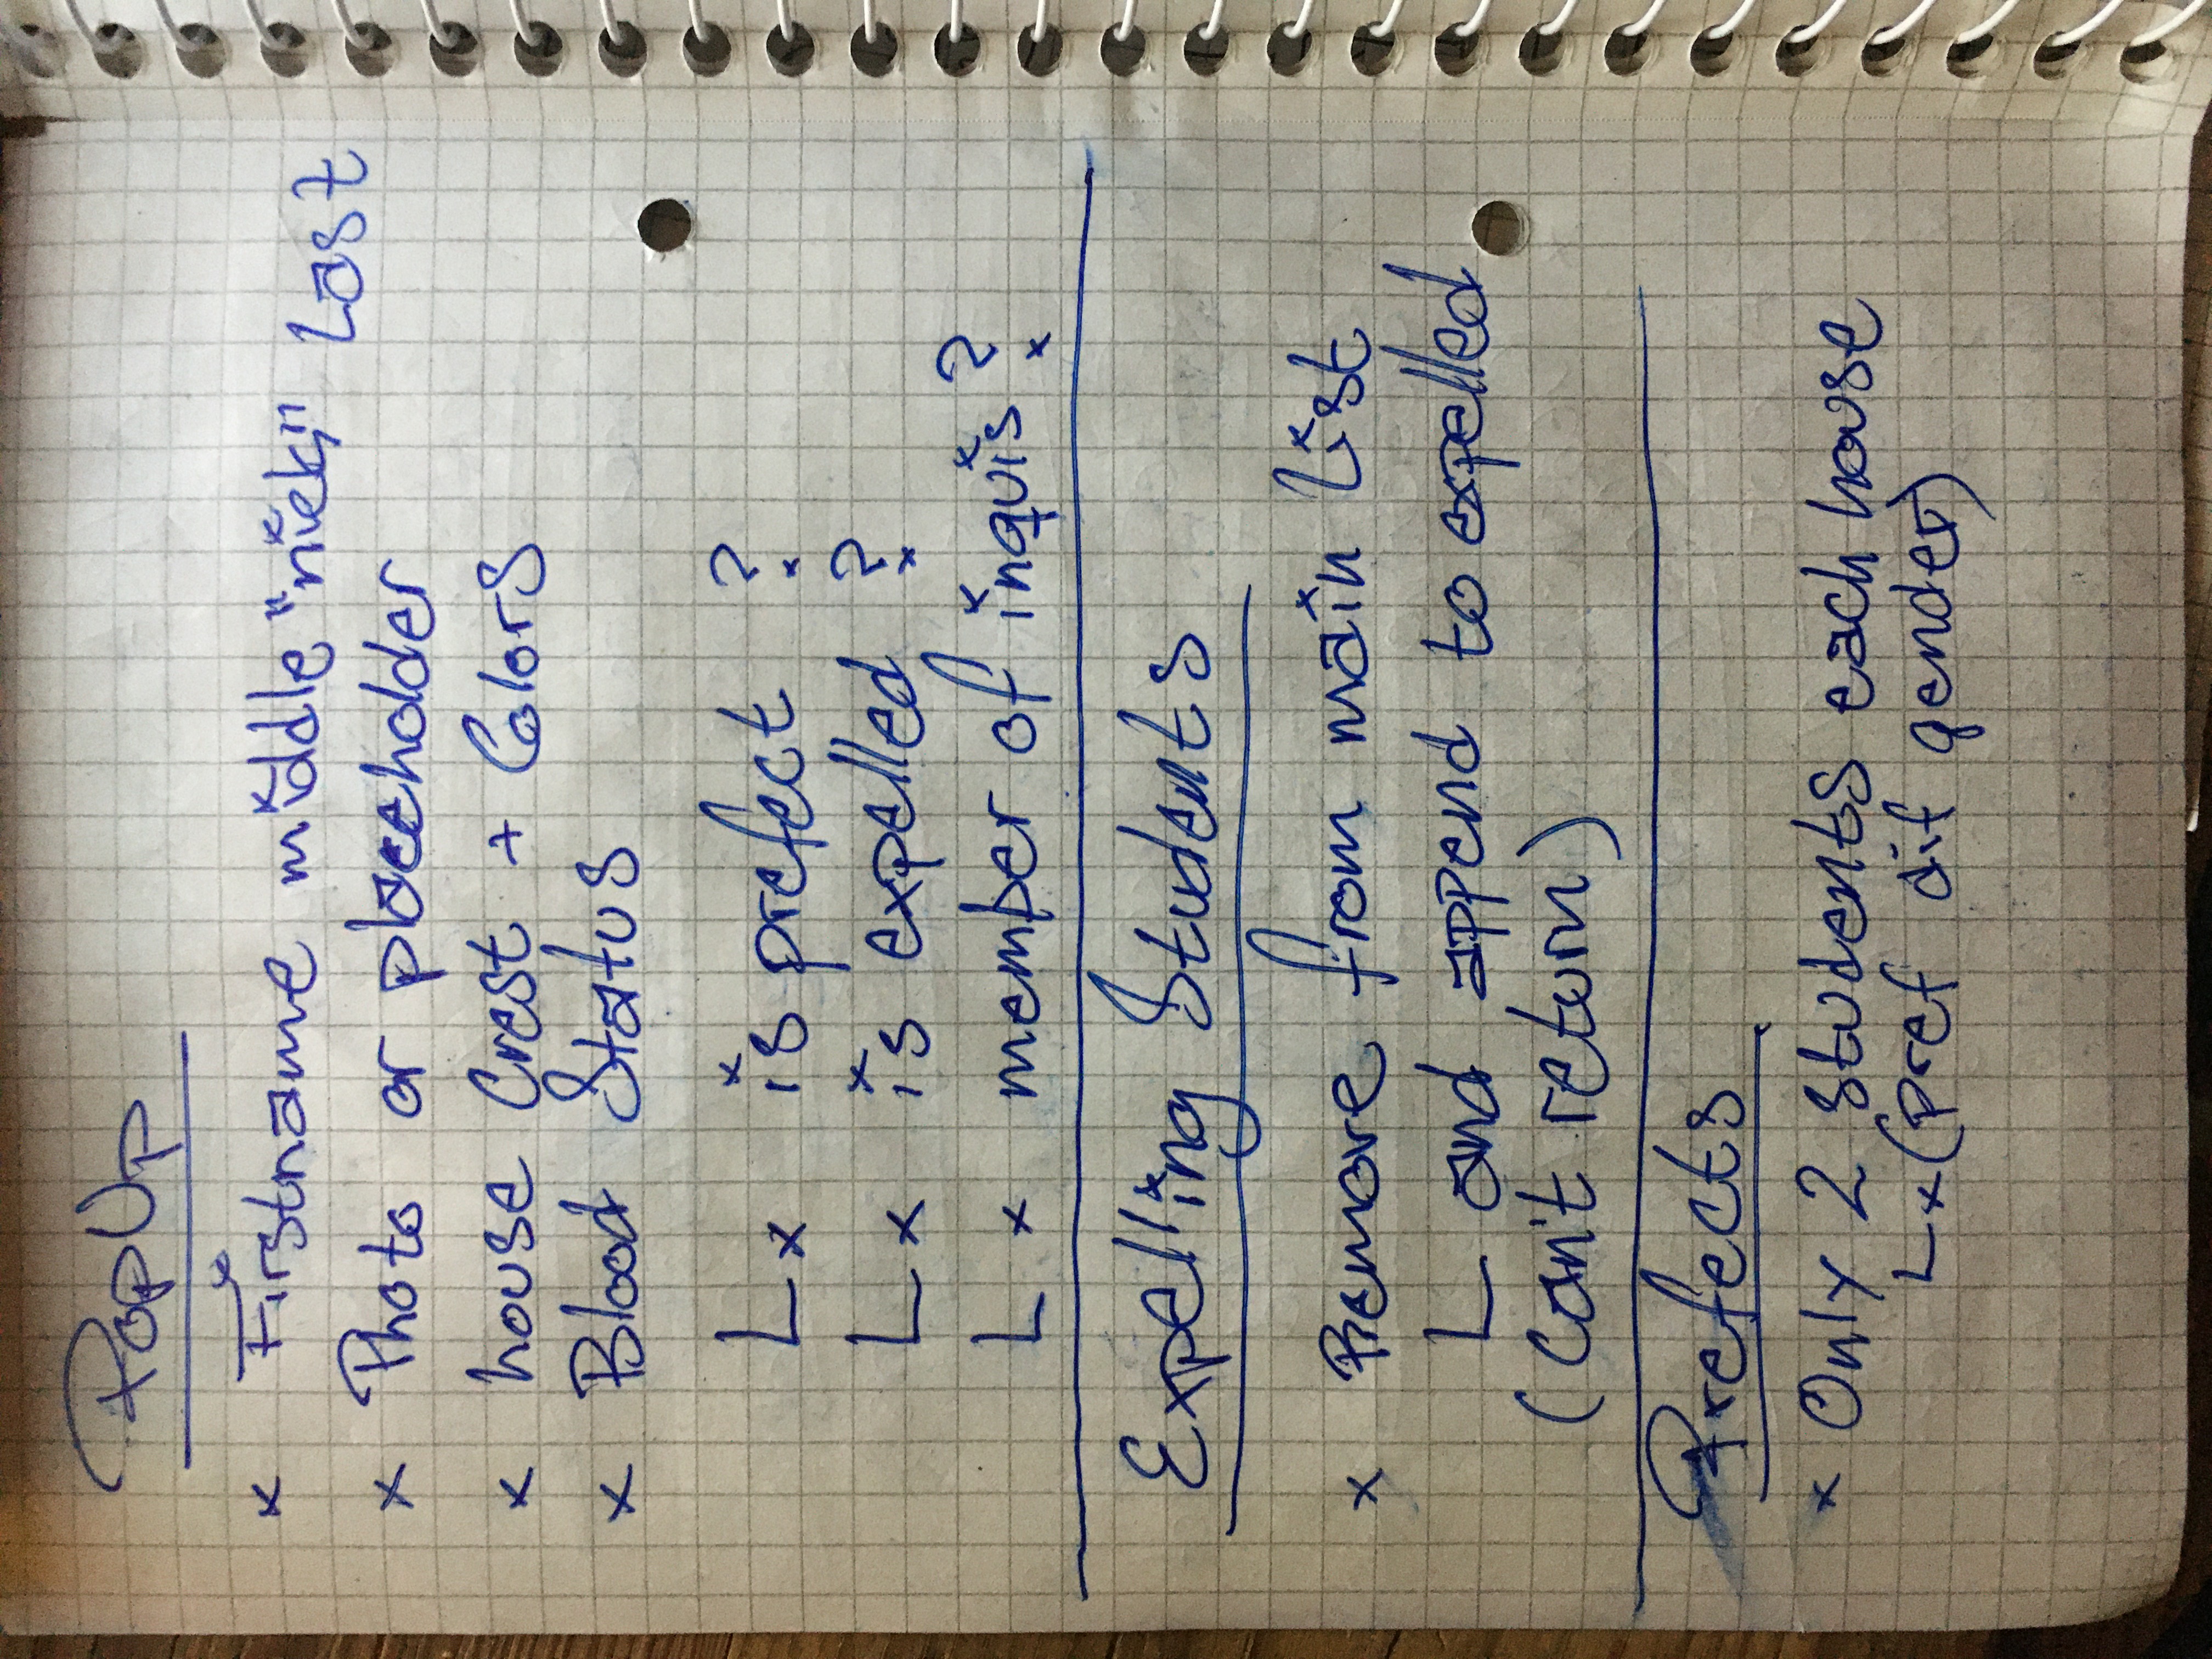 PopUp
x Firstname middle "nick" Last
x Photo or placeholder
x house Crest + Colors
x Blood Status
L x is prefect ?
L x is expelled ?
L x member of inquis ?
Expelling Students
x Remove from main list
L and append to expelled
(can't return)
Prefects
x Only 2 students each house
L x (pref dif gender)